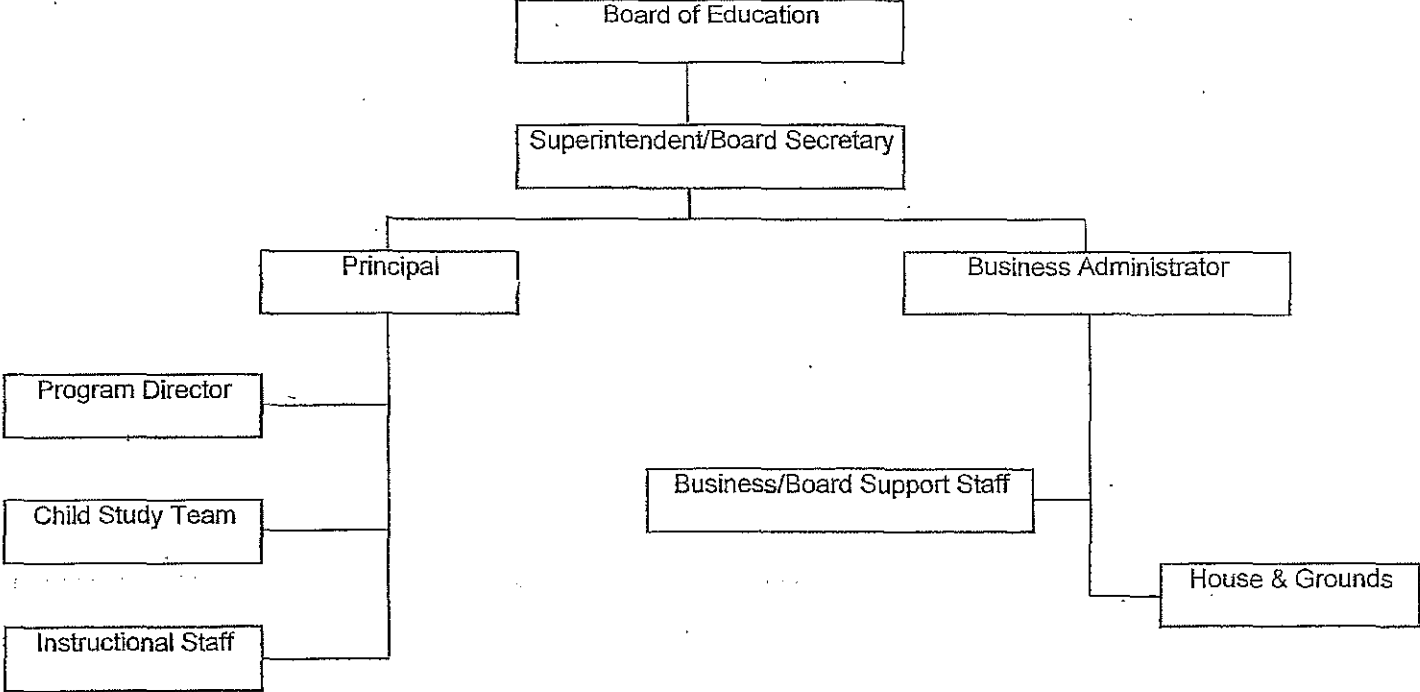 Board of Education
Superintendent/Board Secretary
Principal
Business Administrator
Program Director
Business/Board Support Staff
Child Study Team
House & Grounds
Instructional Staff